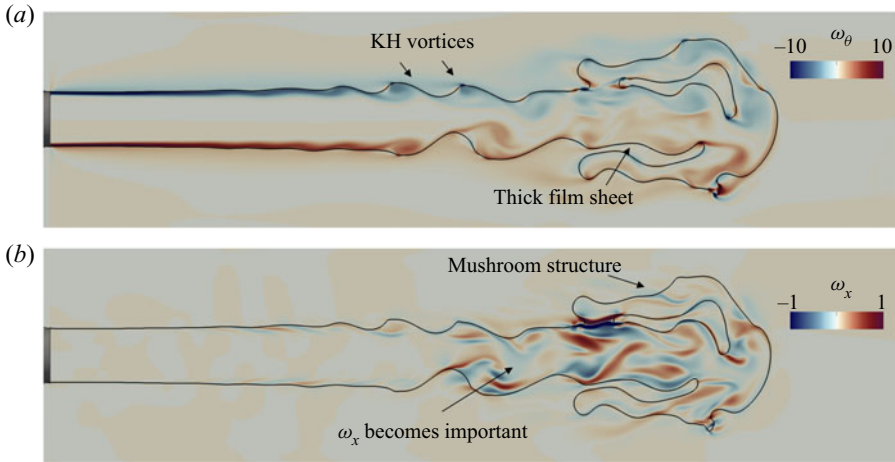 (a)
KH vortices
ω_θ
–10 10
Thick film sheet
(b)
Mushroom structure
ω_x
–1 1
ω_x becomes important